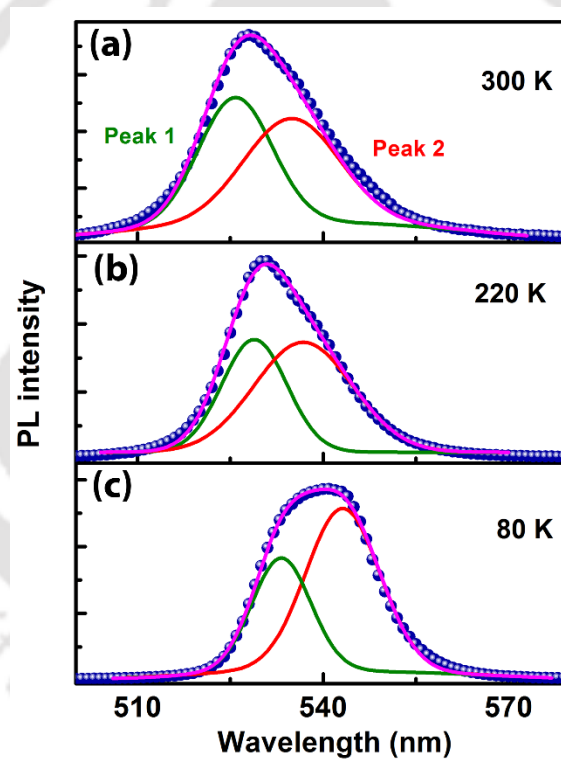 (a)
300 K
Peak 1
Peak 2
(b)
220 K
PL intensity
(c)
80 K
510
540
570
Wavelength (nm)